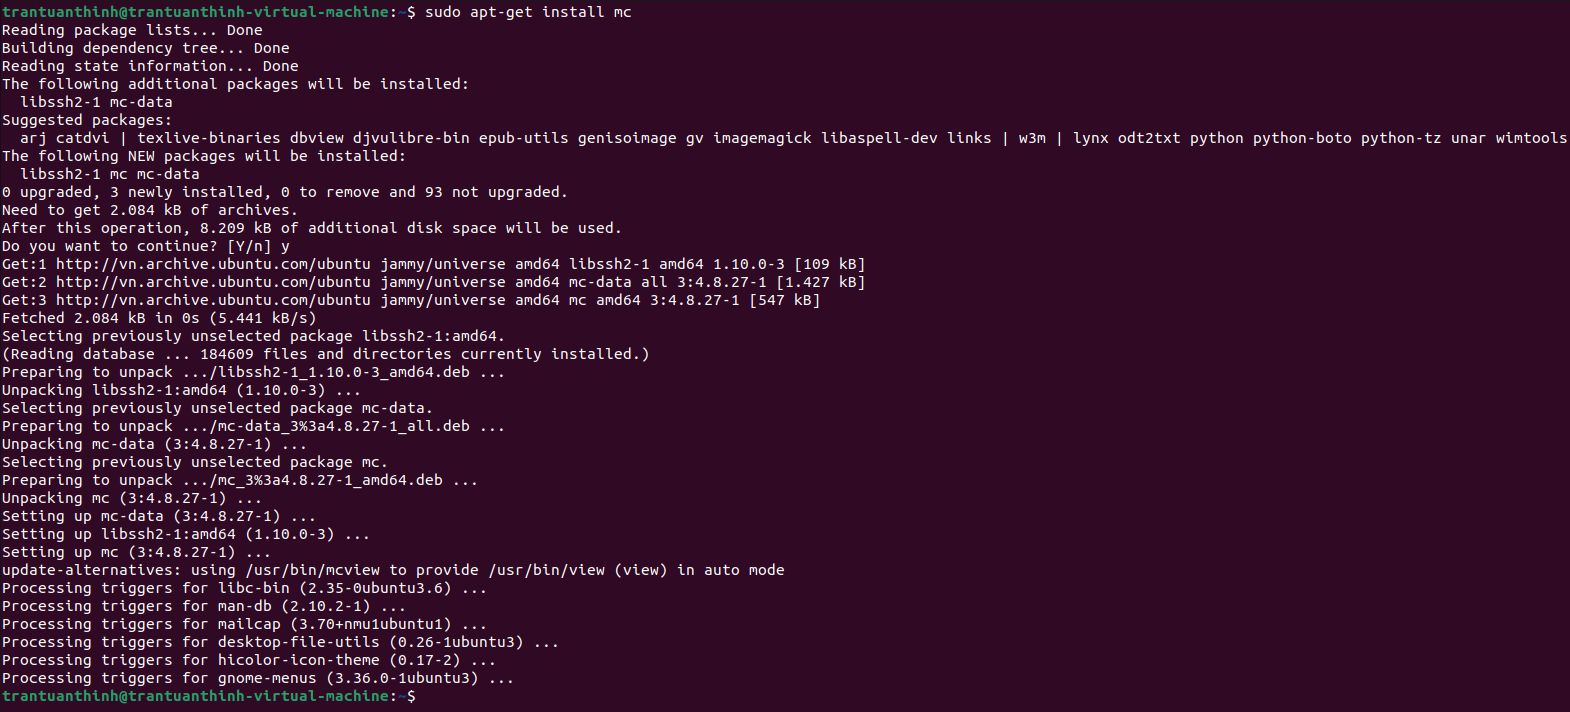 trantuanthinh@trantuanthinh-virtual-machine:~$ sudo apt-get install mc
Reading package lists... Done
Building dependency tree... Done
Reading state information... Done
The following additional packages will be installed:
  libssh2-1 mc-data
Suggested packages:
  arj catdvi | texlive-binaries dbview djvulibre-bin epub-utils genisoimage gv imagemagick libaspell-dev links | w3m | lynx odt2txt python python-boto python-tz unar wimtools
The following NEW packages will be installed:
  libssh2-1 mc mc-data
0 upgraded, 3 newly installed, 0 to remove and 93 not upgraded.
Need to get 2.084 kB of archives.
After this operation, 8.209 kB of additional disk space will be used.
Do you want to continue? [Y/n] y
Get:1 http://vn.archive.ubuntu.com/ubuntu jammy/universe amd64 libssh2-1 amd64 1.10.0-3 [109 kB]
Get:2 http://vn.archive.ubuntu.com/ubuntu jammy/universe amd64 mc-data all 3:4.8.27-1 [1.427 kB]
Get:3 http://vn.archive.ubuntu.com/ubuntu jammy/universe amd64 mc amd64 3:4.8.27-1 [547 kB]
Fetched 2.084 kB in 0s (5.441 kB/s)
Selecting previously unselected package libssh2-1:amd64.
(Reading database ... 184609 files and directories currently installed.)
Preparing to unpack .../libssh2-1_1.10.0-3_amd64.deb ...
Unpacking libssh2-1:amd64 (1.10.0-3) ...
Selecting previously unselected package mc-data.
Preparing to unpack .../mc-data_3%3a4.8.27-1_all.deb ...
Unpacking mc-data (3:4.8.27-1) ...
Selecting previously unselected package mc.
Preparing to unpack .../mc_3%3a4.8.27-1_amd64.deb ...
Unpacking mc (3:4.8.27-1) ...
Setting up mc-data (3:4.8.27-1) ...
Setting up libssh2-1:amd64 (1.10.0-3) ...
Setting up mc (3:4.8.27-1) ...
update-alternatives: using /usr/bin/mcview to provide /usr/bin/view (view) in auto mode
Processing triggers for libc-bin (2.35-0ubuntu3.6) ...
Processing triggers for man-db (2.10.2-1) ...
Processing triggers for mailcap (3.70+nmu1ubuntu1) ...
Processing triggers for desktop-file-utils (0.26-1ubuntu3) ...
Processing triggers for hicolor-icon-theme (0.17-2) ...
Processing triggers for gnome-menus (3.36.0-1ubuntu3) ...
trantuanthinh@trantuanthinh-virtual-machine:~$